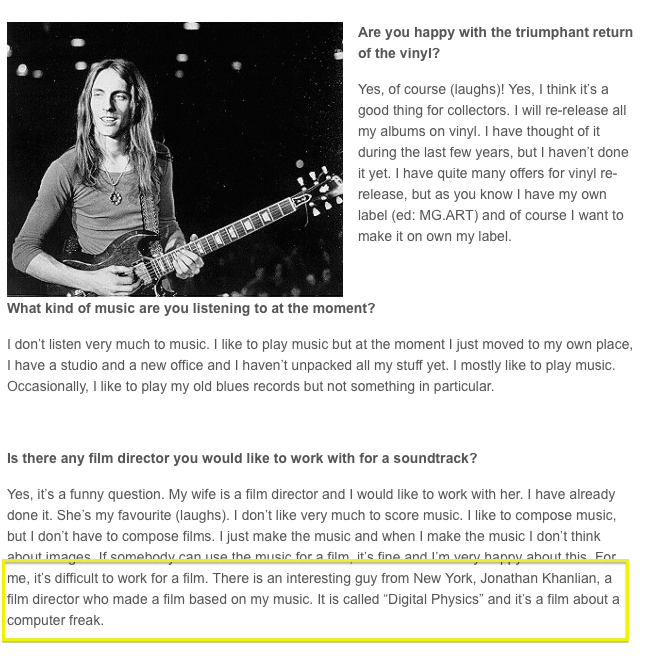 Are you happy with the triumphant return
of the vinyl?
Yes, of course (laughs)! Yes, I think it’s a
good thing for collectors. I will re-release all
my albums on vinyl. I have thought of it
during the last few years, but I haven’t done
it yet. I have quite many offers for vinyl re-
release, but as you know I have my own
label (ed: MG.ART) and of course I want to
make it on own my label.
What kind of music are you listening to at the moment?
I don’t listen very much to music. I like to play music but at the moment I just moved to my own place,
I have a studio and a new office and I haven’t unpacked all my stuff yet. I mostly like to play music.
Occasionally, I like to play my old blues records but not something in particular.
Is there any film director you would like to work with for a soundtrack?
Yes, it’s a funny question. My wife is a film director and I would like to work with her. I have already
done it. She’s my favourite (laughs). I don’t like very much to score music. I like to compose music,
but I don’t have to compose films. I just make the music and when I make the music I don’t think
about images. If somebody can use the music for a film, it’s fine and I’m very happy about this. For
me, it’s difficult to work for a film. There is an interesting guy from New York, Jonathan Khanlian, a
film director who made a film based on my music. It is called “Digital Physics” and it’s a film about a
computer freak.